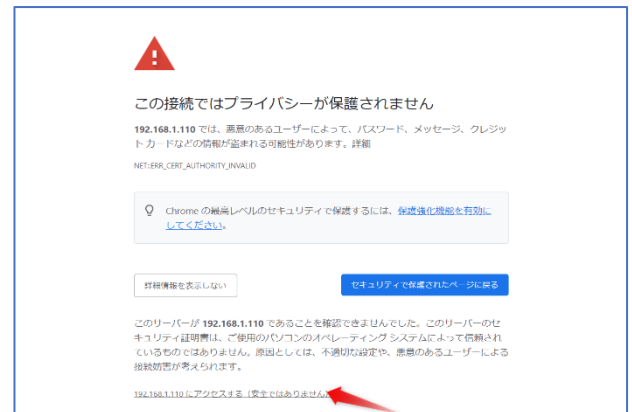 この接続ではプライバシーが保護されません
192.168.1.110 では、悪意のあるユーザーによって、パスワード、メッセージ、クレジッ
ト カードなどの情報が盗まれる可能性があります。詳細
NET::ERR_CERT_AUTHORITY_INVALID
Chrome の最高レベルのセキュリティで保護するには、保護強化機能を有効に
してください。
詳細情報を表示しない
セキュリティで保護されたページに戻る
このサーバーが 192.168.1.110 であることを確認できませんでした。このサーバーのセ
キュリティ証明書は、ご使用のパソコンのオペレーティング システムによって信頼され
ているものではありません。原因としては、不適切な設定や、悪意のあるユーザーによる
接続妨害が考えられます。
192.168.1.110 にアクセスする（安全ではありません）